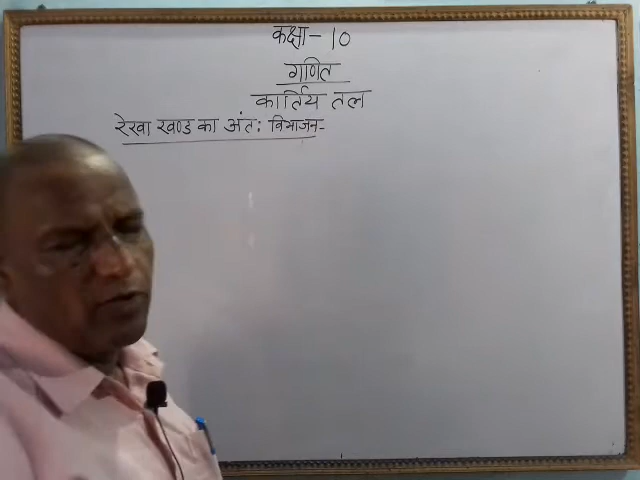 कक्षा- 10
गणित
कार्तिय तल
रेखा खण्ड का अंत: विभाजन-